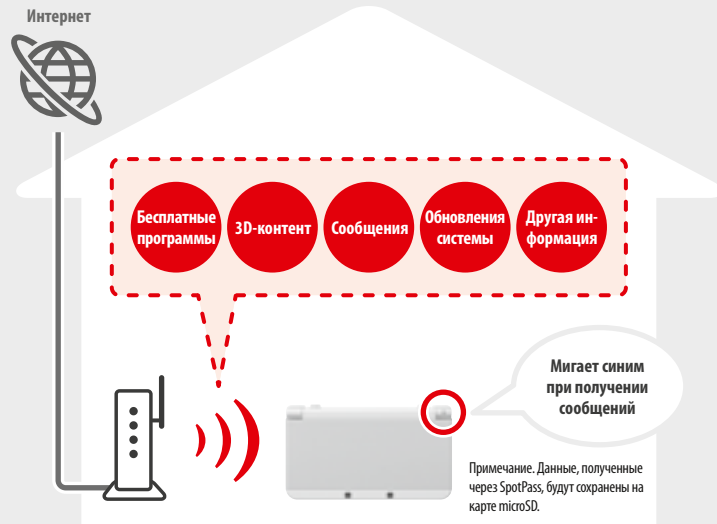 Интернет
Бесплатные
программы
3D-контент
Сообщения
Обновления
системы
Другая ин-
формация
Мигает синим
при получении
сообщений
Примечание. Данные, полученные
через SpotPass, будут сохранены на
карте microSD.